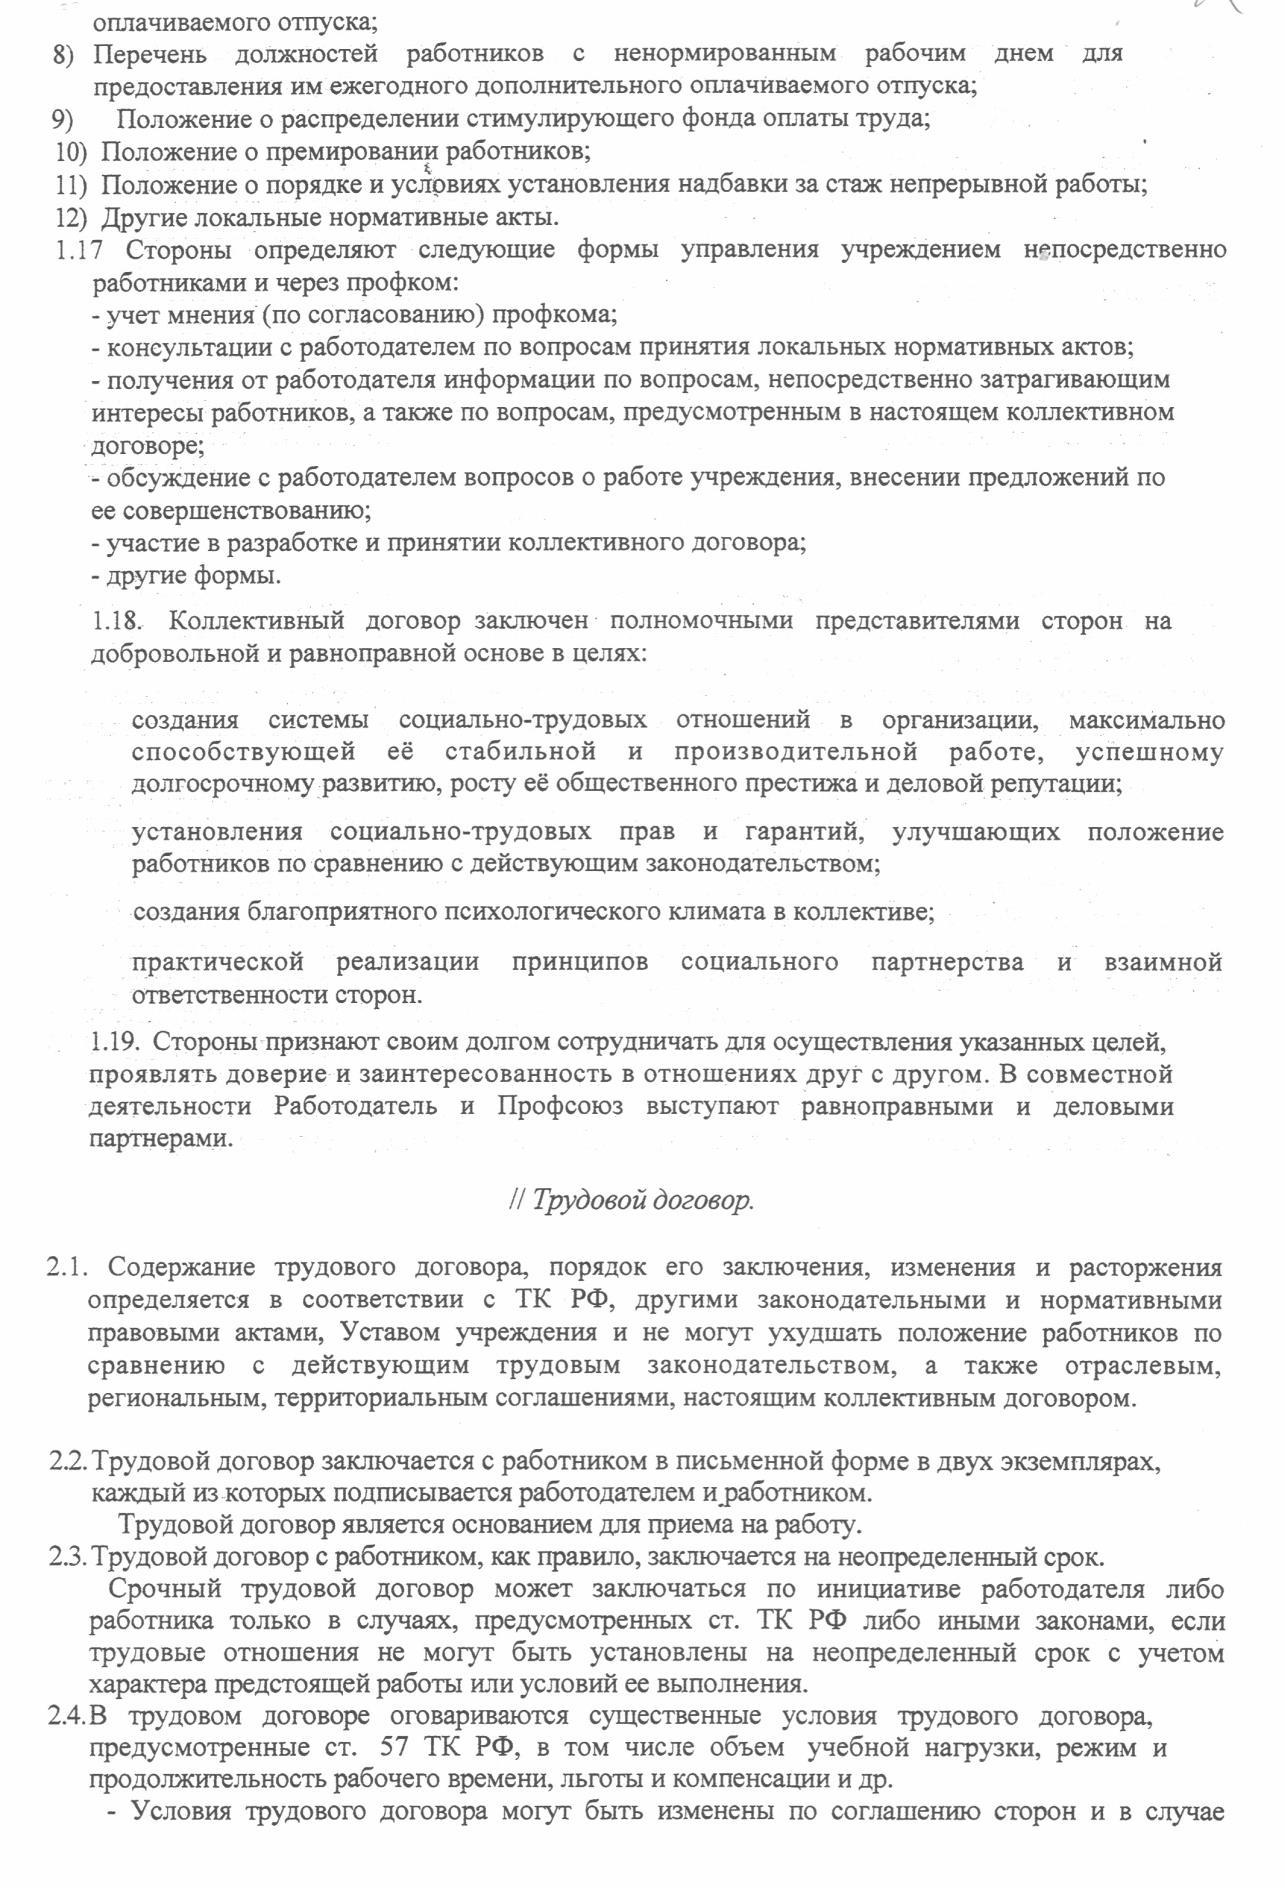 оплачиваемого отпуска;
8) Перечень должностей работников с ненормированным рабочим днем для
предоставления им ежегодного дополнительного оплачиваемого отпуска;
9) Положение о распределении стимулирующего фонда оплаты труда;
10) Положение о премировании работников;
11) Положение о порядке и условиях установления надбавки за стаж непрерывной работы;
12) Другие локальные нормативные акты.
1.17 Стороны определяют следующие формы управления учреждением непосредственно
работниками и через профком:
- учет мнения (по согласованию) профкома;
- консультации с работодателем по вопросам принятия локальных нормативных актов;
- получения от работодателя информации по вопросам, непосредственно затрагивающим
интересы работников, а также по вопросам, предусмотренным в настоящем коллективном
договоре;
- обсуждение с работодателем вопросов о работе учреждения, внесении предложений по
ее совершенствованию;
- участие в разработке и принятии коллективного договора;
- другие формы.
1.18. Коллективный договор заключен полномочными представителями сторон на
добровольной и равноправной основе в целях:
создания системы социально-трудовых отношений в организации, максимально
способствующей её стабильной и производительной работе, успешному
долгосрочному развитию, росту её общественного престижа и деловой репутации;
установления социально-трудовых прав и гарантий, улучшающих положение
работников по сравнению с действующим законодательством;
создания благоприятного психологического климата в коллективе;
практической реализации принципов социального партнерства и взаимной
ответственности сторон.
1.19. Стороны признают своим долгом сотрудничать для осуществления указанных целей,
проявлять доверие и заинтересованность в отношениях друг с другом. В совместной
деятельности Работодатель и Профсоюз выступают равноправными и деловыми
партнерами.
// Трудовой договор.
2.1. Содержание трудового договора, порядок его заключения, изменения и расторжения
определяется в соответствии с ТК РФ, другими законодательными и нормативными
правовыми актами, Уставом учреждения и не могут ухудшать положение работников по
сравнению с действующим трудовым законодательством, а также отраслевым,
региональным, территориальным соглашениями, настоящим коллективным договором.
2.2. Трудовой договор заключается с работником в письменной форме в двух экземплярах,
каждый из которых подписывается работодателем и работником.
Трудовой договор является основанием для приема на работу.
2.3. Трудовой договор с работником, как правило, заключается на неопределенный срок.
Срочный трудовой договор может заключаться по инициативе работодателя либо
работника только в случаях, предусмотренных ст. ТК РФ либо иными законами, если
трудовые отношения не могут быть установлены на неопределенный срок с учетом
характера предстоящей работы или условий ее выполнения.
2.4. В трудовом договоре оговариваются существенные условия трудового договора,
предусмотренные ст. 57 ТК РФ, в том числе объем учебной нагрузки, режим и
продолжительность рабочего времени, льготы и компенсации и др.
- Условия трудового договора могут быть изменены по соглашению сторон и в случае